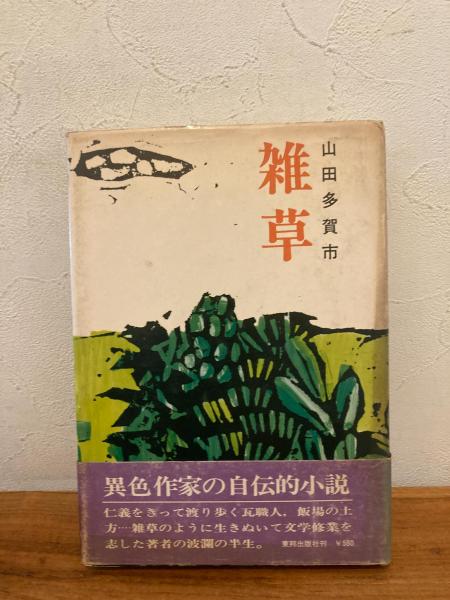 山田多賀市
雑草
異色作家の自伝的小説
仁義をきって渡り歩く瓦職人，飯場の土
方…雑草のように生きぬいて文学修業を
志した著者の波瀾の半生。
東邦出版社刊 ￥580